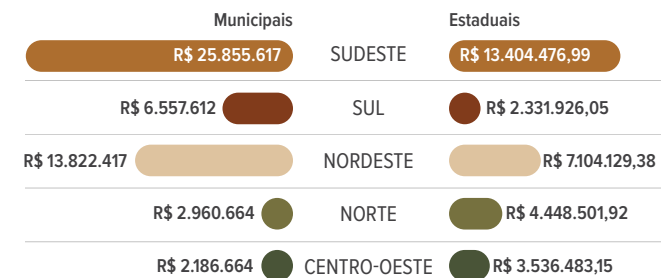 Municipais Estaduais
R$ 25.855.617 SUDESTE R$ 13.404.476,99
R$ 6.557.612 SUL R$ 2.331.926,05
R$ 13.822.417 NORDESTE R$ 7.104.129,38
R$ 2.960.664 NORTE R$ 4.448.501,92
R$ 2.186.664 CENTRO-OESTE R$ 3.536.483,15